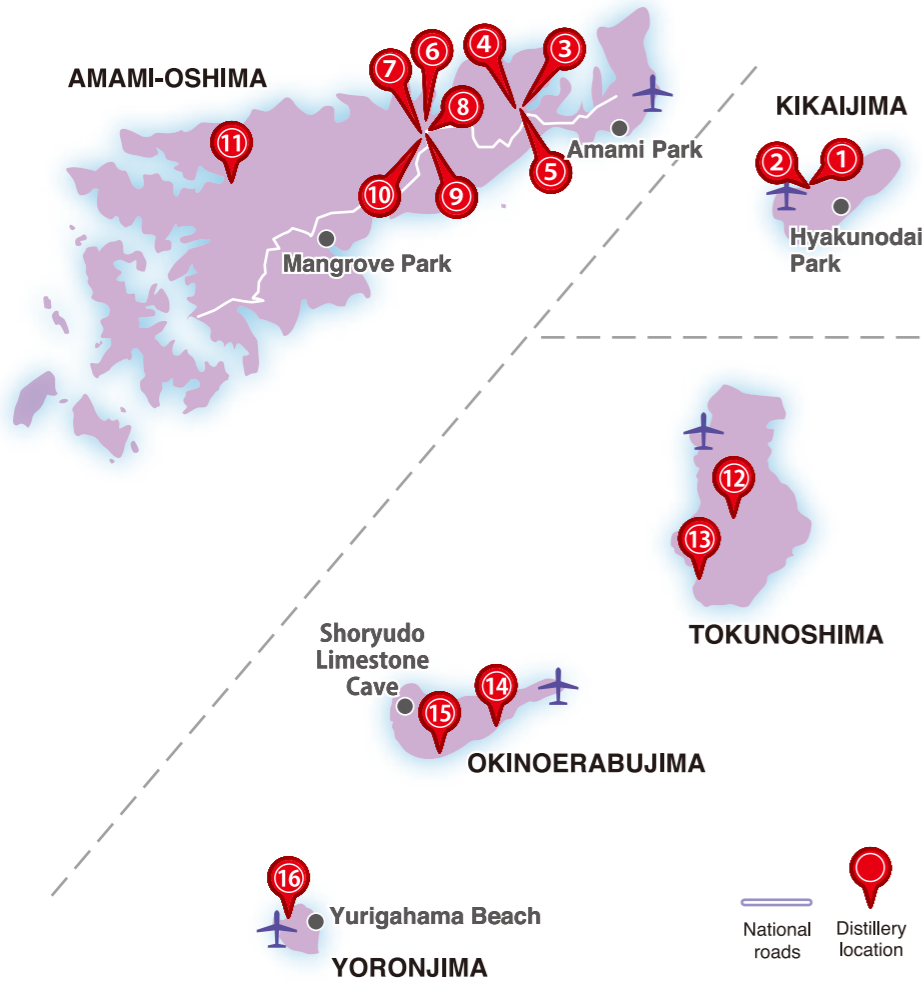 AMAMI-OSHIMA
7
6
4
3
8
11
10
9
5
Amami Park
Mangrove Park
KIKAIJIMA
2
1
Hyakunodai
Park
12
13
TOKUNOSHIMA
Shoryudo
Limestone
Cave
14
15
OKINOERABUJIMA
16
Yurigahama Beach
YORONJIMA
National
roads
Distillery
location